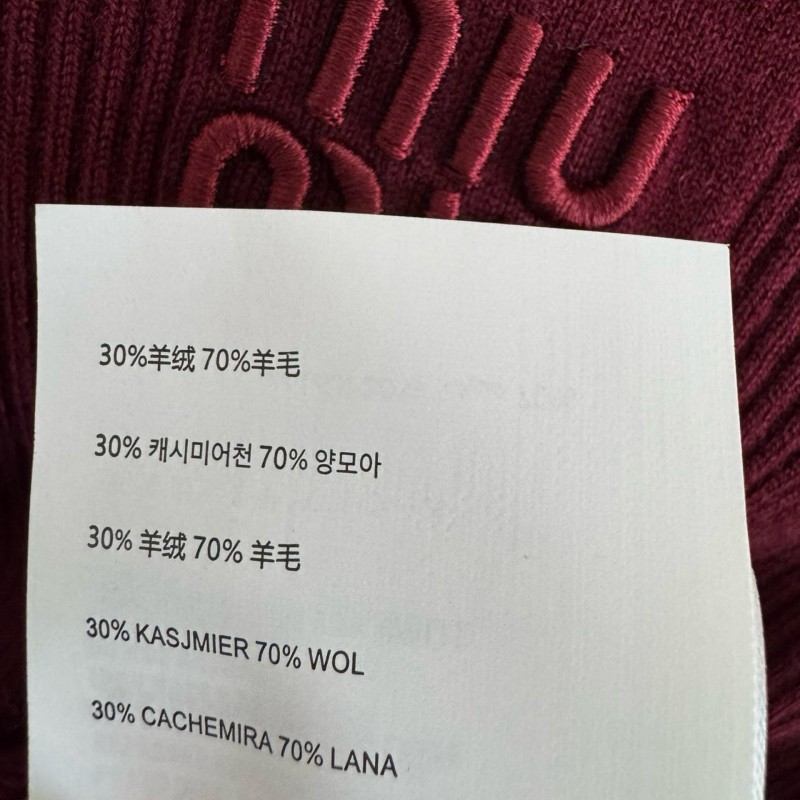 miu
30%羊绒 70%羊毛
30% 캐시미어천 70% 양모아
30% 羊绒 70% 羊毛
30% KASJMIER 70% WOL
30% CACHEMIRA 70% LANA